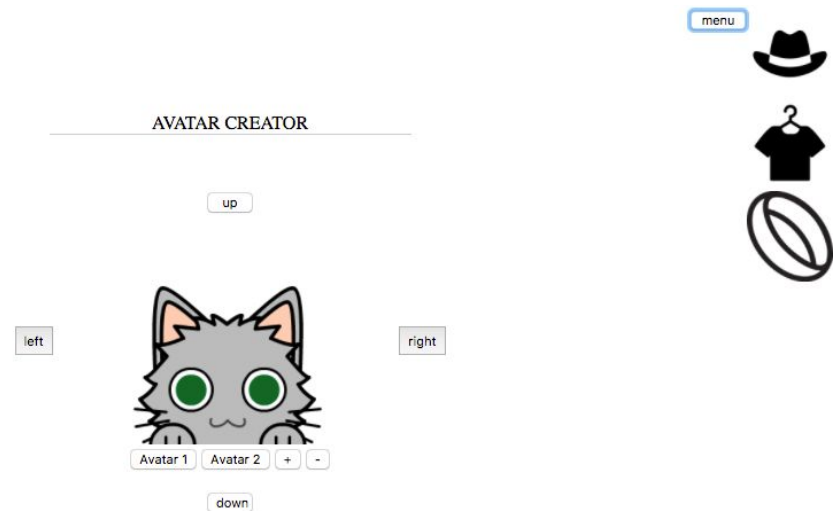 menu
AVATAR CREATOR
up
left
right
Avatar 1 Avatar 2 + -
down